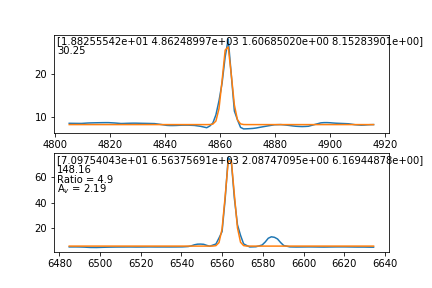 [1.88255542e+01 4.86248997e+03 1.60685020e+00 8.15283901e+00]
30.25
20
10
4800 4820 4840 4860 4880 4900 4920
[7.09754043e+01 6.56375691e+03 2.08747095e+00 6.16944878e+00]
148.16
Ratio = 4.9
Aν = 2.19
60
40
20
6480 6500 6520 6540 6560 6580 6600 6620 6640